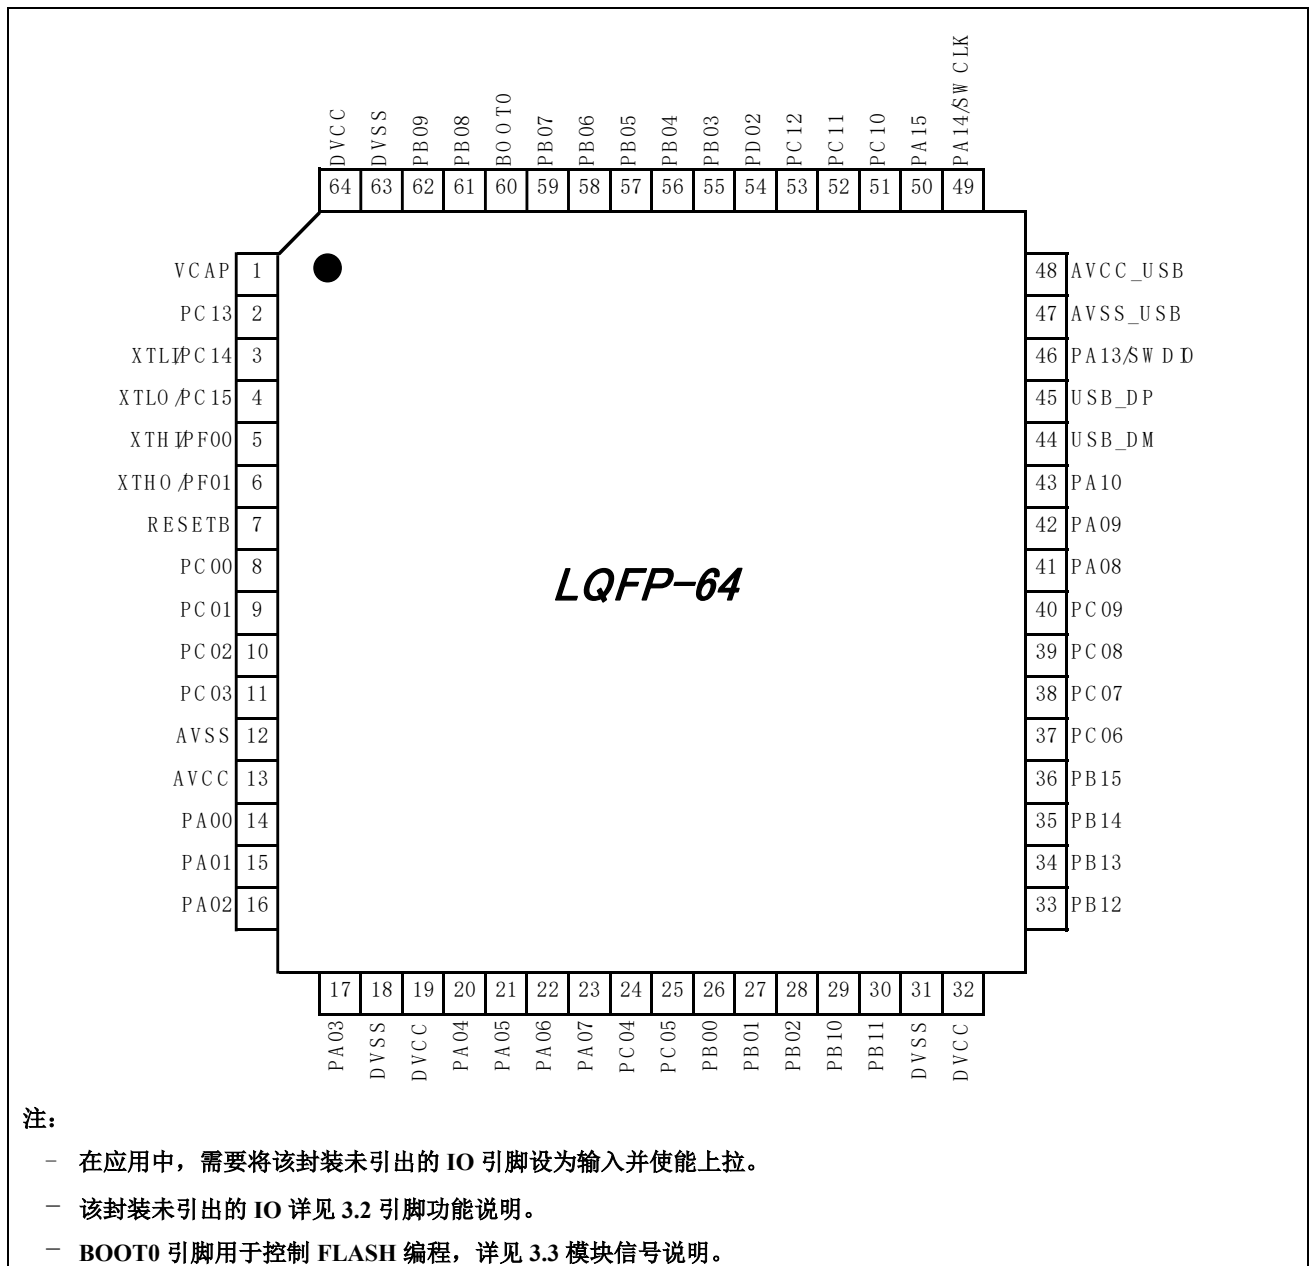 DVCC
DVSS
PB09
PB08
BOOT0
PB07
PB06
PB05
PB04
PB03
PD02
PC12
PC11
PC10
PA15
PA14/SWCLK
64 63 62 61 60 59 58 57 56 55 54 53 52 51 50 49
VCAP 1
PC13 2
XTLI/PC14 3
XTLO/PC15 4
XTHI/PF00 5
XTHO/PF01 6
RESETB 7
PC00 8
PC01 9
PC02 10
PC03 11
AVSS 12
AVCC 13
PA00 14
PA01 15
PA02 16
LQFP-64
48 AVCC_USB
47 AVSS_USB
46 PA13/SWDIO
45 USB_DP
44 USB_DM
43 PA10
42 PA09
41 PA08
40 PC09
39 PC08
38 PC07
37 PC06
36 PB15
35 PB14
34 PB13
33 PB12
17 18 19 20 21 22 23 24 25 26 27 28 29 30 31 32
PA03
DVSS
DVCC
PA04
PA05
PA06
PA07
PC04
PC05
PB00
PB01
PB02
PB10
PB11
DVSS
DVCC
注：
– 在应用中，需要将该封装未引出的 IO 引脚设为输入并使能上拉。
– 该封装未引出的 IO 详见 3.2 引脚功能说明。
– BOOT0 引脚用于控制 FLASH 编程，详见 3.3 模块信号说明。